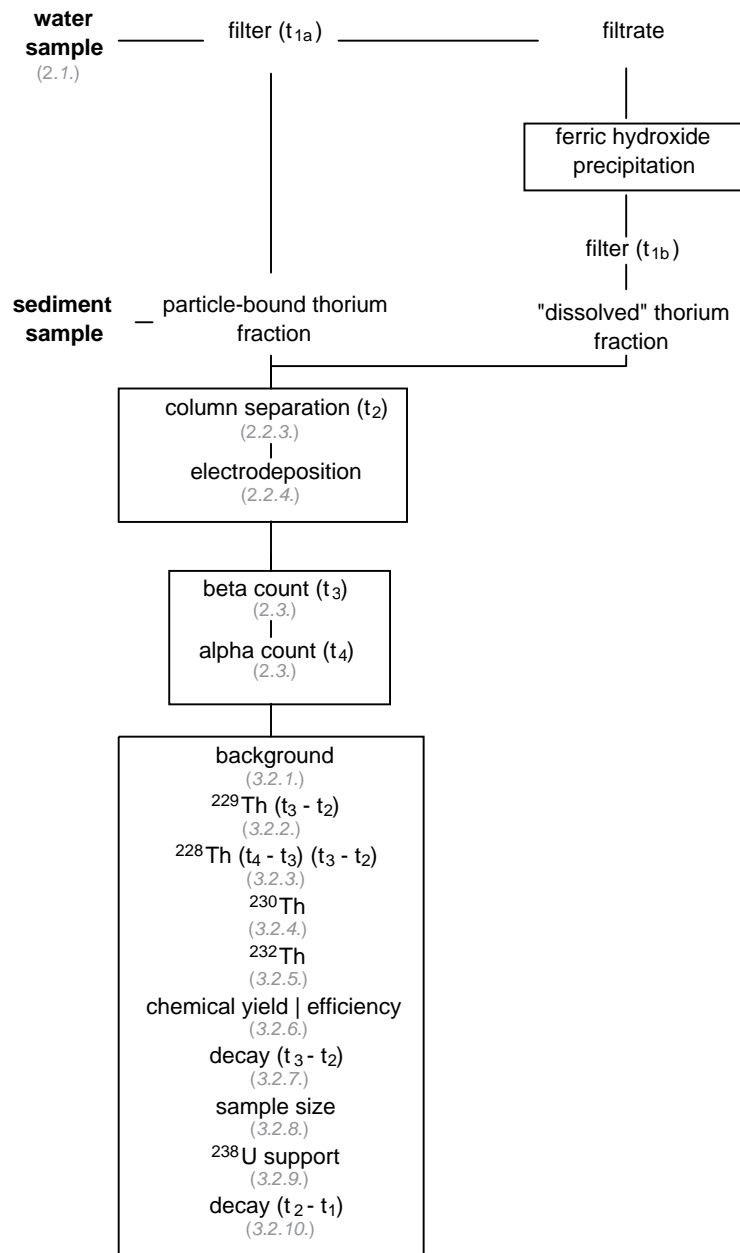 water sample
(2.1.)
filter (t1a)
filtrate
ferric hydroxide
precipitation
filter (t1b)
sediment
sample
particle-bound thorium
fraction
"dissolved" thorium
fraction
column separation (t2)
(2.2.3.)
electrodeposition
(2.2.4.)
beta count (t3)
(2.3.)
alpha count (t4)
(2.3.)
background
(3.2.1.)
229Th (t3 - t2)
(3.2.2.)
228Th (t4 - t3) (t3 - t2)
(3.2.3.)
230Th
(3.2.4.)
232Th
(3.2.5.)
chemical yield | efficiency
(3.2.6.)
decay (t3 - t2)
(3.2.7.)
sample size
(3.2.8.)
238U support
(3.2.9.)
decay (t2 - t1)
(3.2.10.)